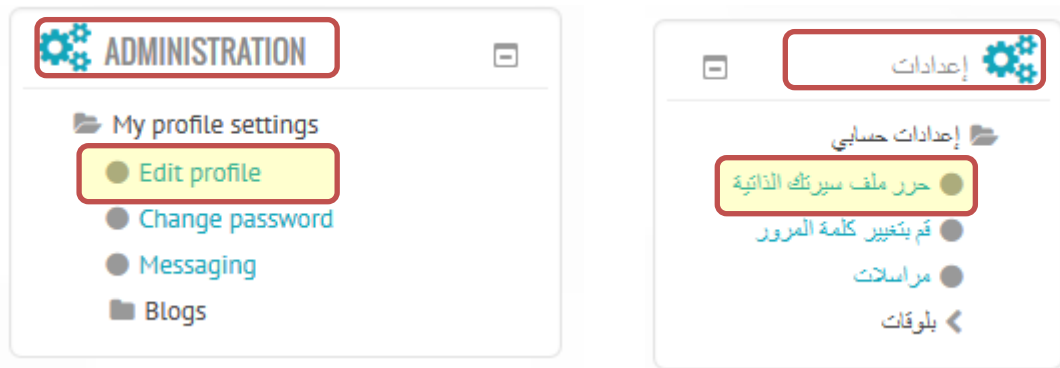 ADMINISTRATION
My profile settings
Edit profile
Change password
Messaging
Blogs
إعدادات
إعدادات حسابي
حرر ملف سيرتك الذاتية
قم بتغيير كلمة المرور
مراسلات
بلوقات